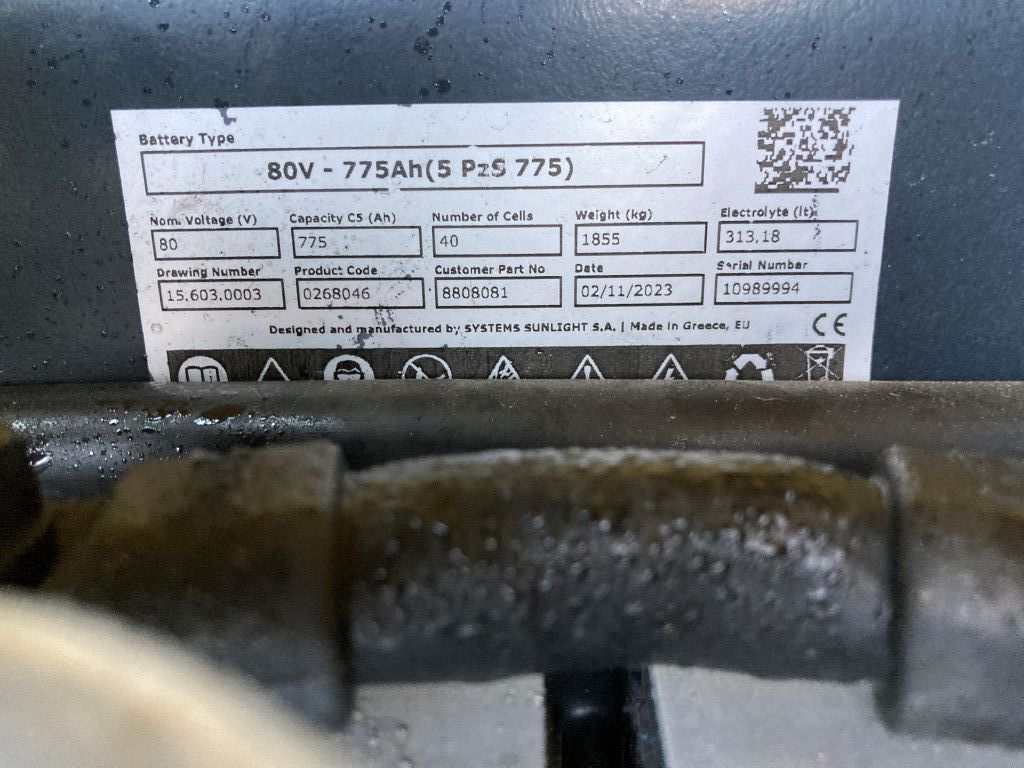 Battery Type
80V - 775Ah(5 PzS 775)
Nom. Voltage (V) Capacity C5 (Ah) Number of Cells Weight (kg) Electrolyte (lt)
80 775 40 1855 313,18
Drawing Number Product Code Customer Part No Date Serial Number
15.603.0003 0268046 8808081 02/11/2023 10989994
Designed and manufactured by SYSTEMS SUNLIGHT S.A. | Made in Greece, EU CE